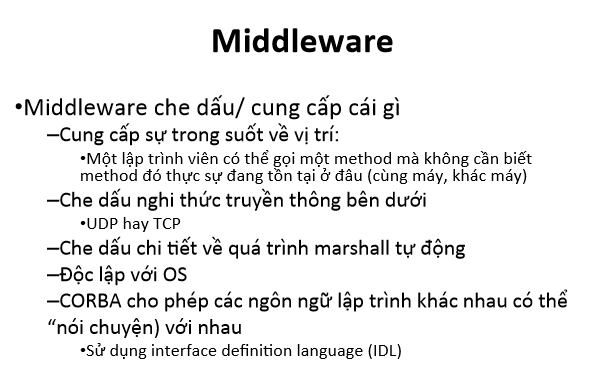 Middleware
•Middleware che dấu/ cung cấp cái gì
–Cung cấp sự trong suốt về vị trí:
•Một lập trình viên có thể gọi một method mà không cần biết
method đó thực sự đang tồn tại ở đâu (cùng máy, khác máy)
–Che dấu nghi thức truyền thông bên dưới
•UDP hay TCP
–Che dấu chi tiết về quá trình marshall tự động
–Độc lập với OS
–CORBA cho phép các ngôn ngữ lập trình khác nhau có thể
“nói chuyện) với nhau
•Sử dụng interface definition language (IDL)